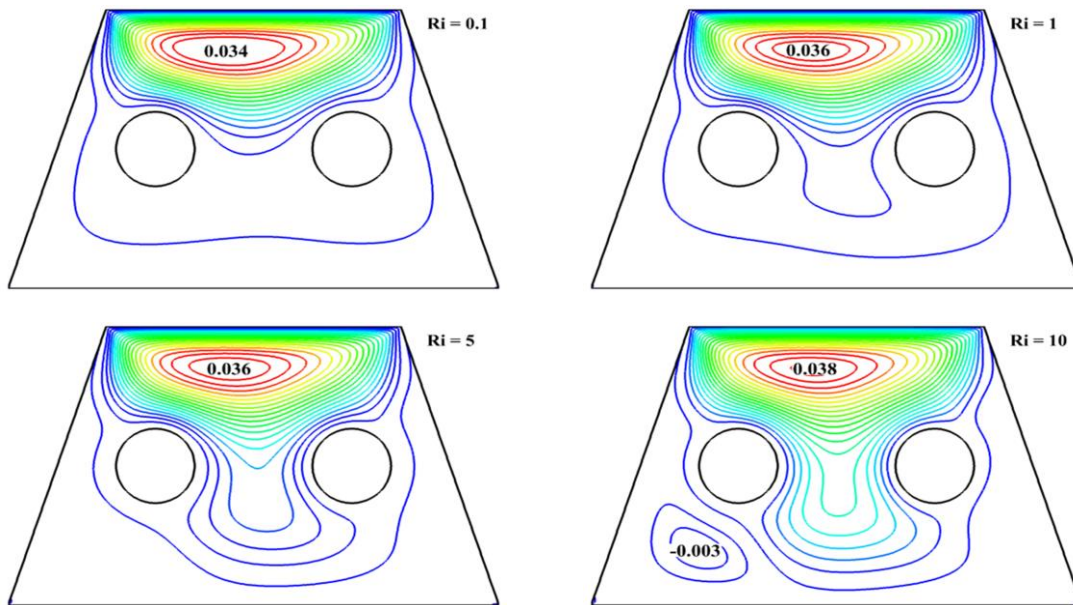 Ri = 0.1
0.034
Ri = 1
0.036
Ri = 5
0.036
Ri = 10
0.038
-0.003